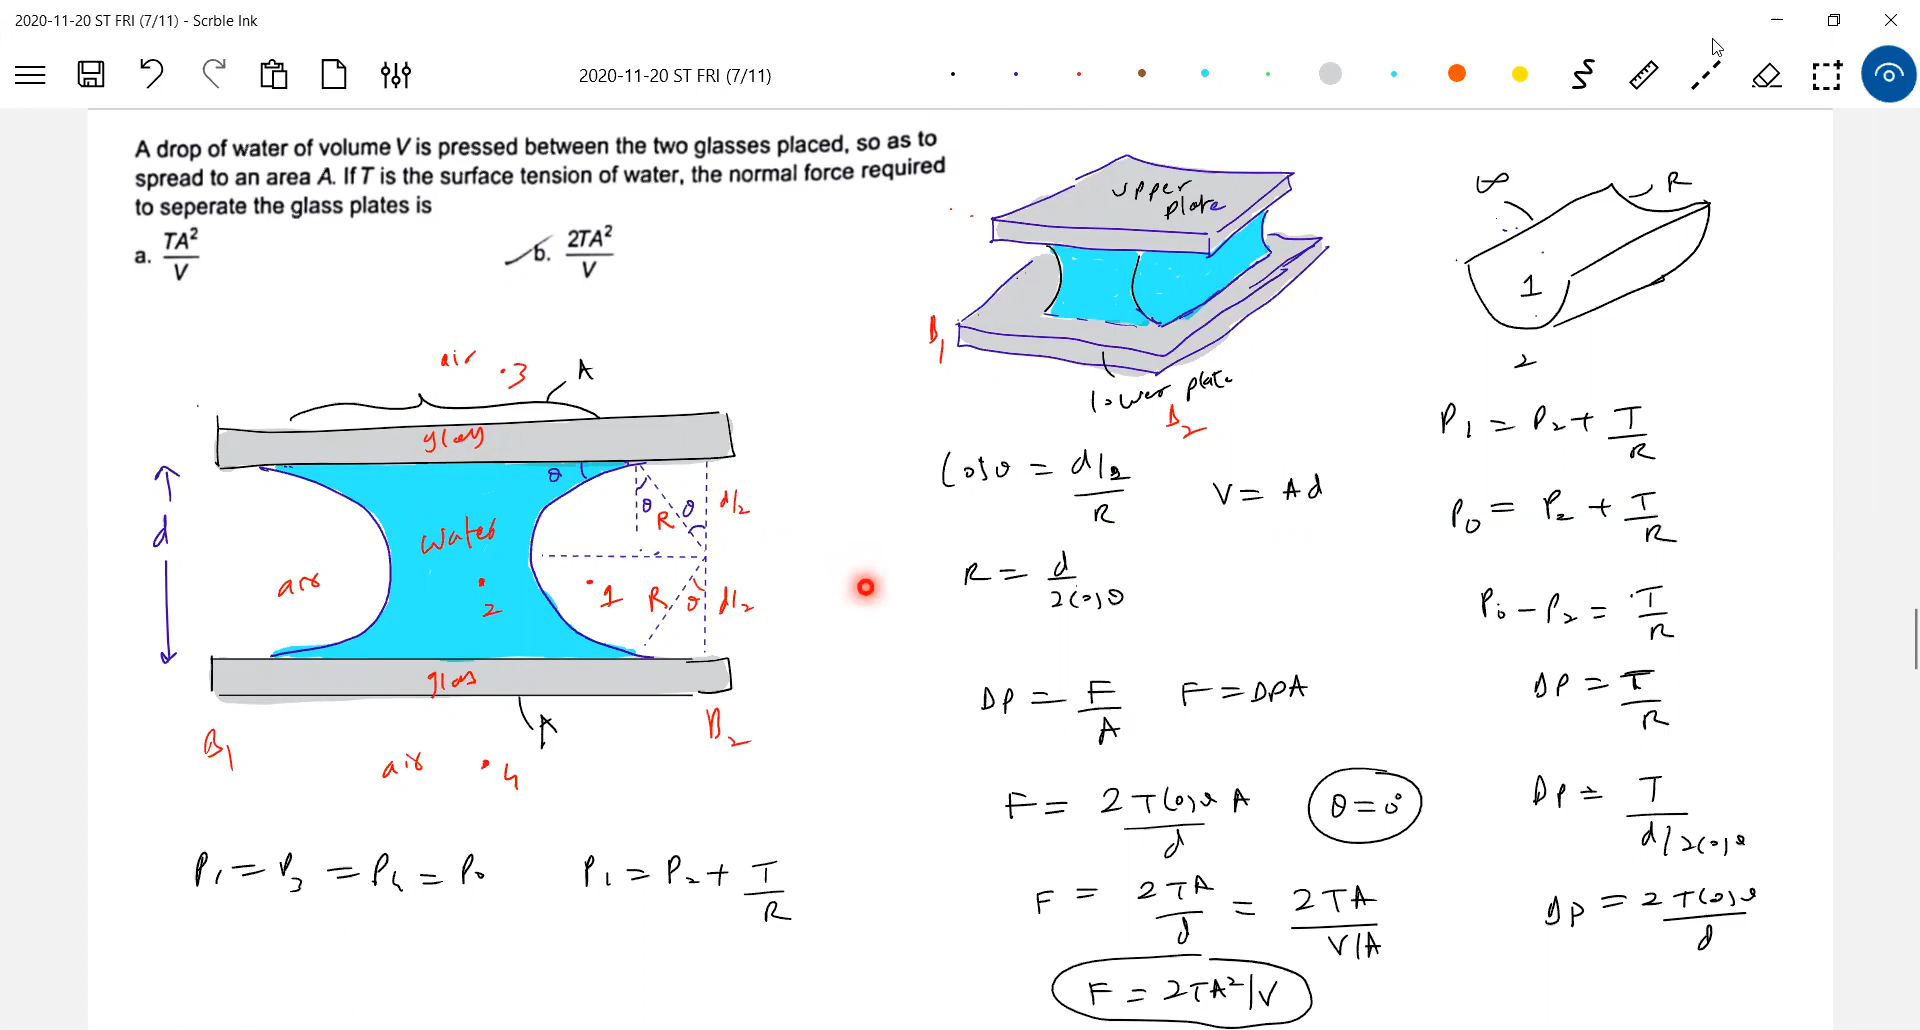 2020-11-20 ST FRI (7/11) - Scrble Ink
2020-11-20 ST FRI (7/11)
A drop of water of volume V is pressed between the two glasses placed, so as to
spread to an area A. If T is the surface tension of water, the normal force required
to seperate the glass plates is
a. TA²/V
b. 2TA²/V
air
.3
A
glass
θ
θ
θ
R
d/2
d
water
air
.2
.1
R
θ
d/2
glass
A
B₁
B₂
air
.4
P₁ = P₃ = P₄ = P₀
P₁ = P₂ + T/R
upper
plate
B₁
lower plate
B₂
cosθ = d/2 / R
V = Ad
R = d / 2cosθ
ΔP = F/A
F = ΔPA
F = 2Tcosθ A / d
θ = 0°
F = 2TA/d = 2TA / V/A
F = 2TA²/V
∞
R
1
2
P₁ = P₂ + T/R
P₀ = P₂ + T/R
P₀ - P₂ = T/R
ΔP = T/R
ΔP = T / d/2cosθ
ΔP = 2Tcosθ / d